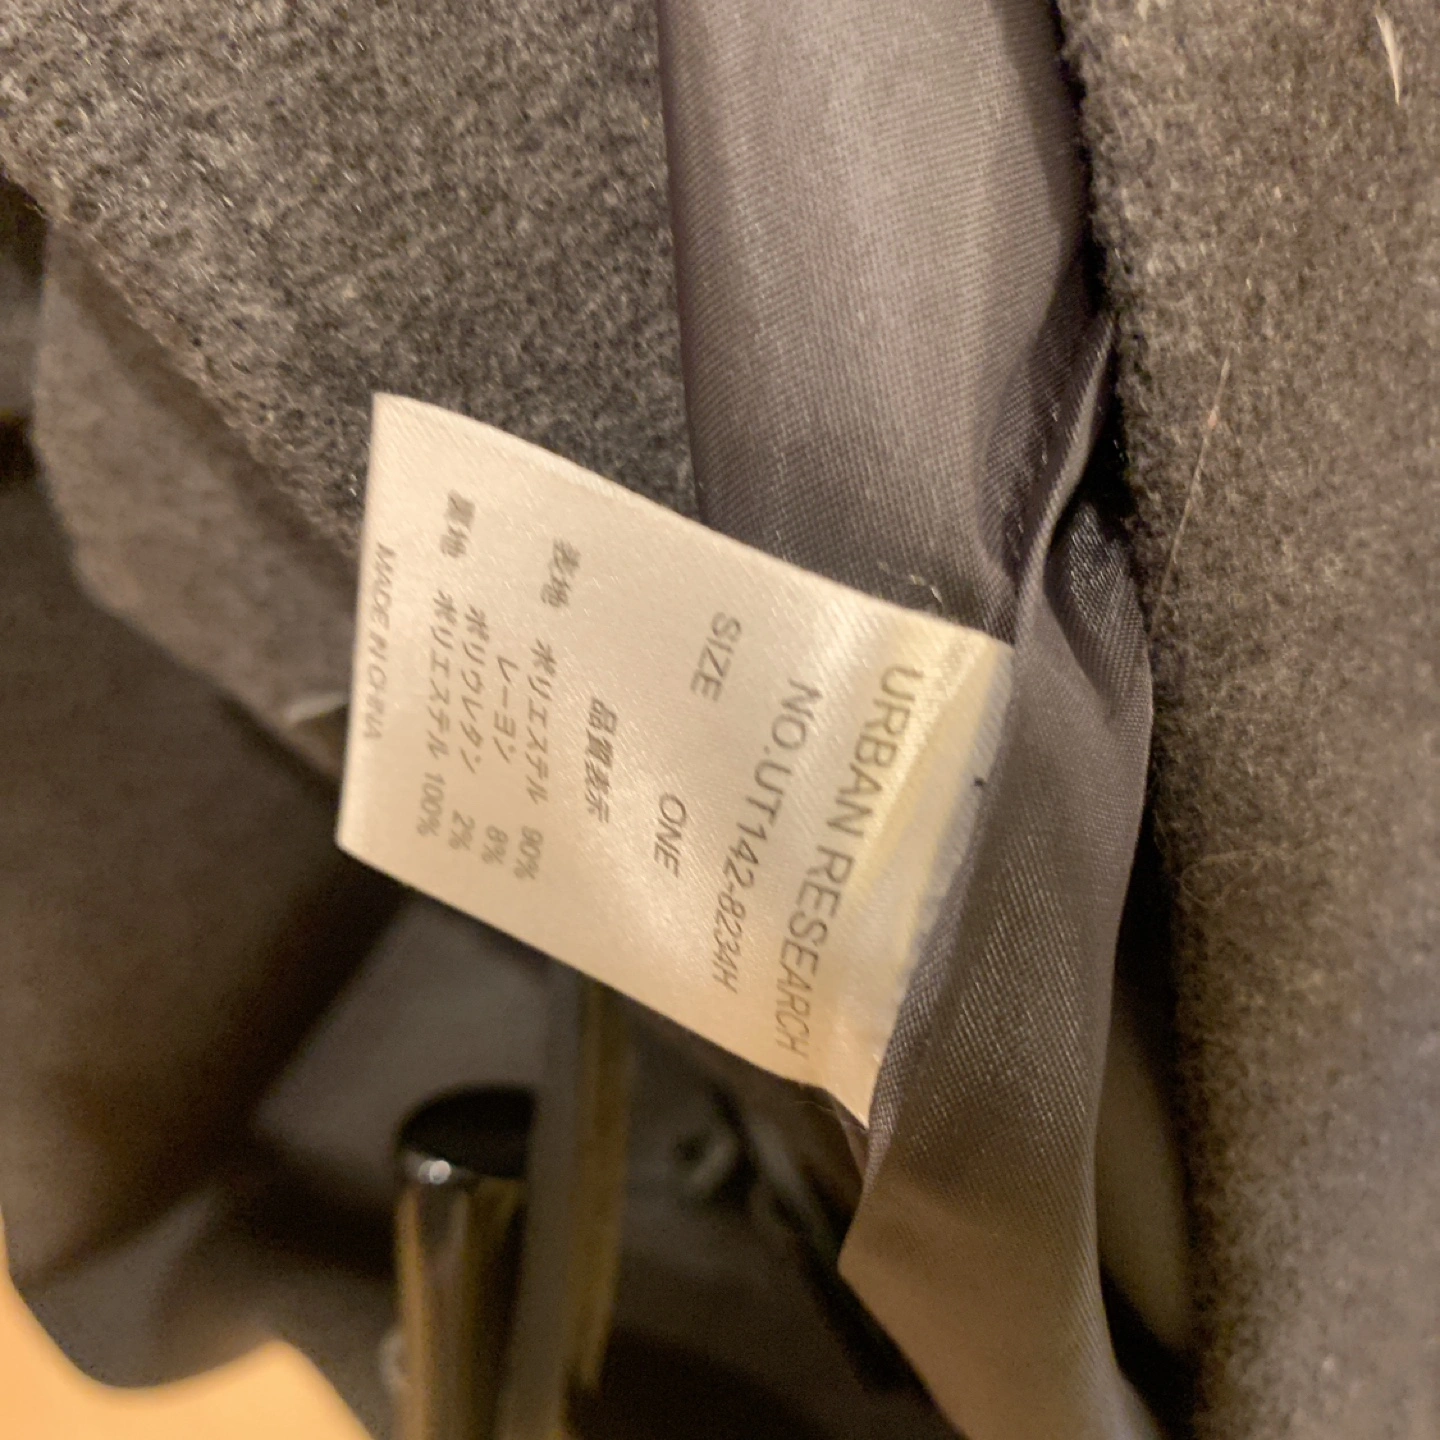 URBAN RESEARCH
NO.UT142-8234H
SIZE ONE
品質表示
表地 ポリエステル 90%
レーヨン 8%
ポリウレタン 2%
裏地 ポリエステル 100%
MADE IN